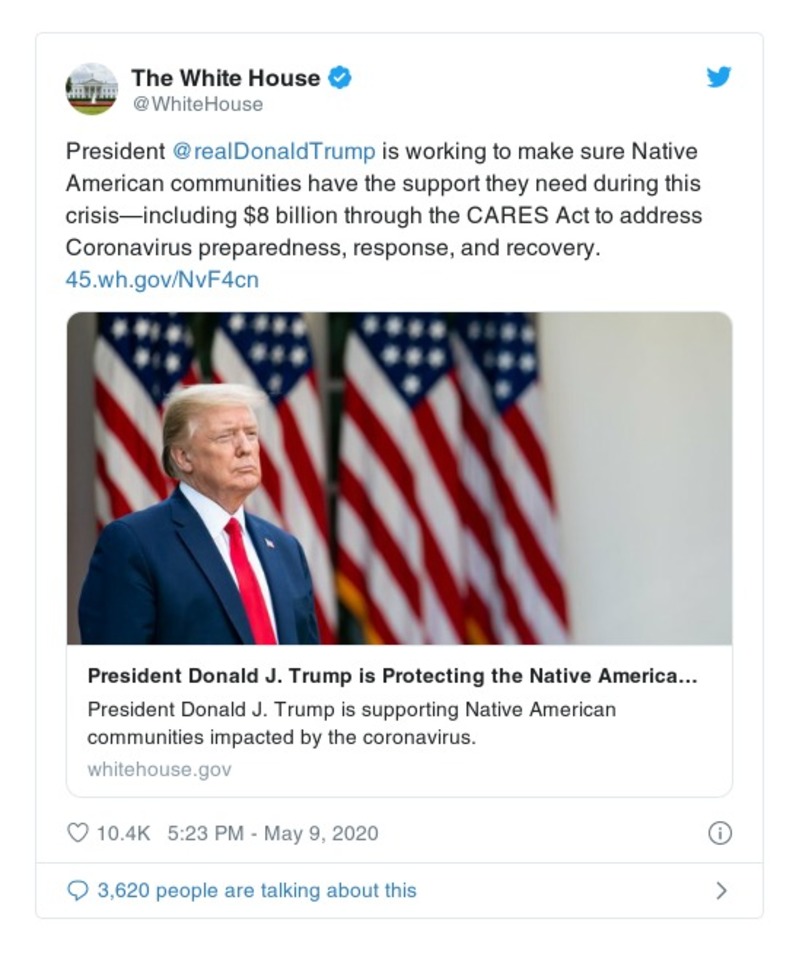 The White House
@WhiteHouse
President @realDonaldTrump is working to make sure Native
American communities have the support they need during this
crisis—including $8 billion through the CARES Act to address
Coronavirus preparedness, response, and recovery.
45.wh.gov/NvF4cn
President Donald J. Trump is Protecting the Native America...
President Donald J. Trump is supporting Native American
communities impacted by the coronavirus.
whitehouse.gov
10.4K 5:23 PM - May 9, 2020
3,620 people are talking about this